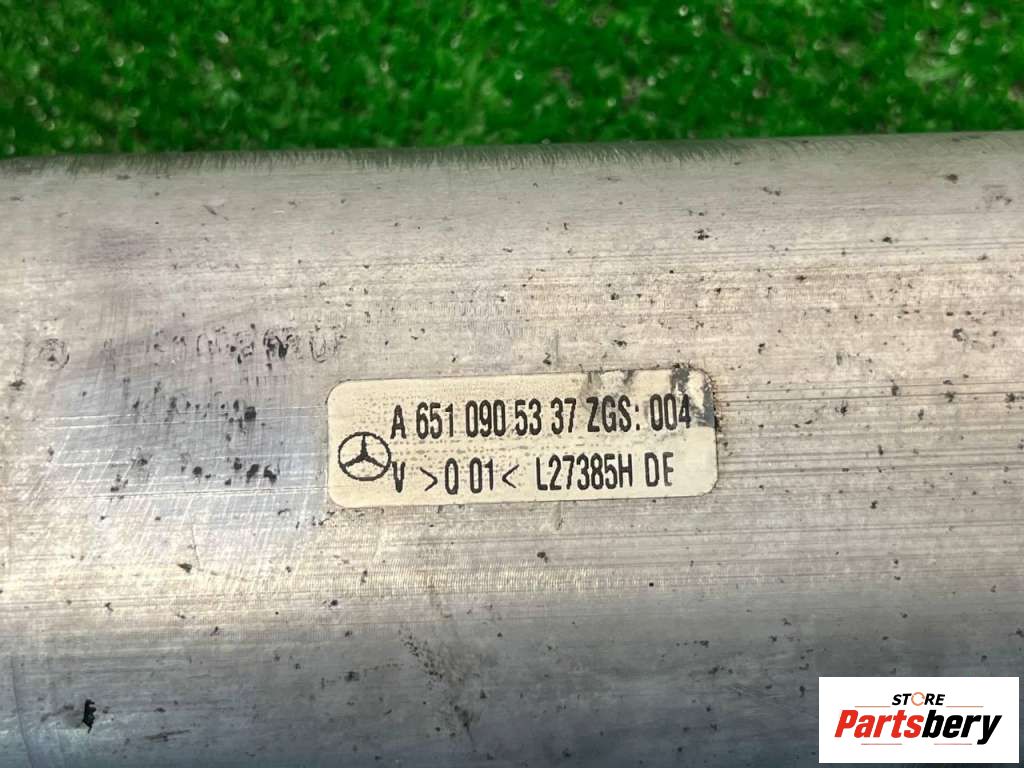 A 651 090 53 37 ZGS: 004
V >Q 01< L27385H DE
STORE
Partsbery